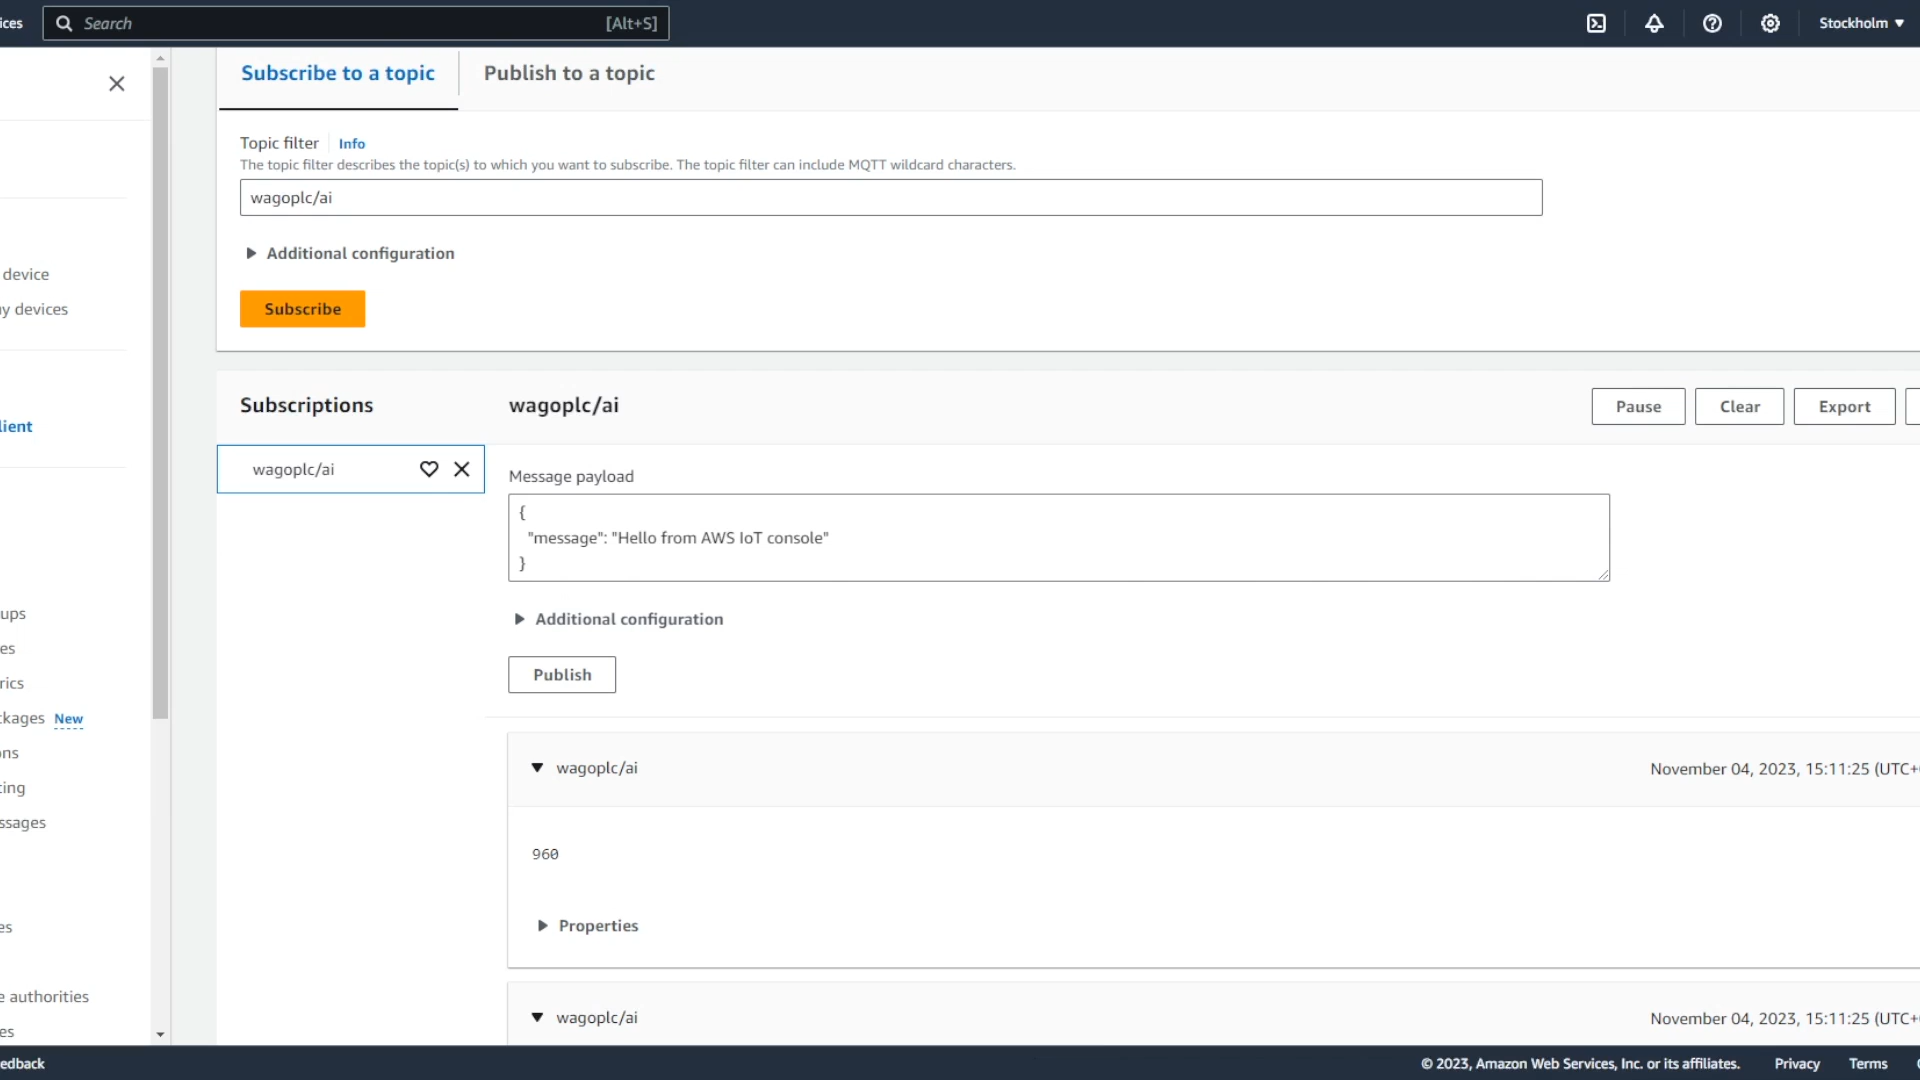 ices
Search
[Alt+S]
Stockholm
Subscribe to a topic
Publish to a topic
Topic filter
Info
The topic filter describes the topic(s) to which you want to subscribe. The topic filter can include MQTT wildcard characters.
wagoplc/ai
Additional configuration
Subscribe
device
y devices
lient
ups
es
rics
ckages New
ons
ting
ssages
es
e authorities
es
Subscriptions
wagoplc/ai
Pause
Clear
Export
wagoplc/ai
Message payload
{
"message": "Hello from AWS IoT console"
}
Additional configuration
Publish
wagoplc/ai
November 04, 2023, 15:11:25 (UTC+
960
Properties
wagoplc/ai
November 04, 2023, 15:11:25 (UTC+
edback
© 2023, Amazon Web Services, Inc. or its affiliates.
Privacy
Terms